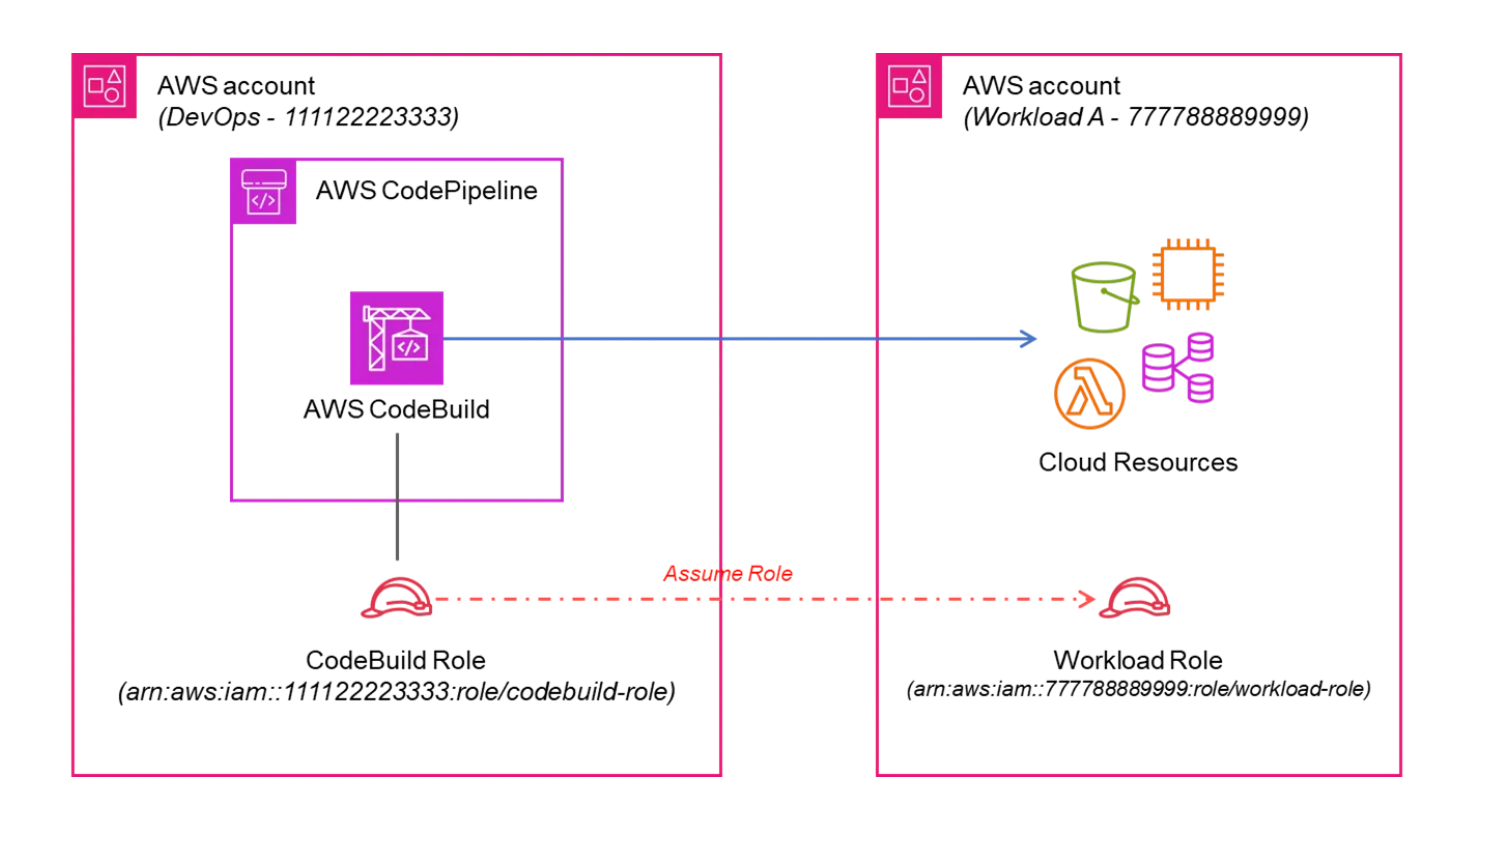 AWS account
(DevOps - 111122223333)
AWS account
(Workload A - 777788889999)
AWS CodePipeline
</>
</>
AWS CodeBuild
Cloud Resources
Assume Role
CodeBuild Role
(arn:aws:iam::111122223333:role/codebuild-role)
Workload Role
(arn:aws:iam::777788889999:role/workload-role)